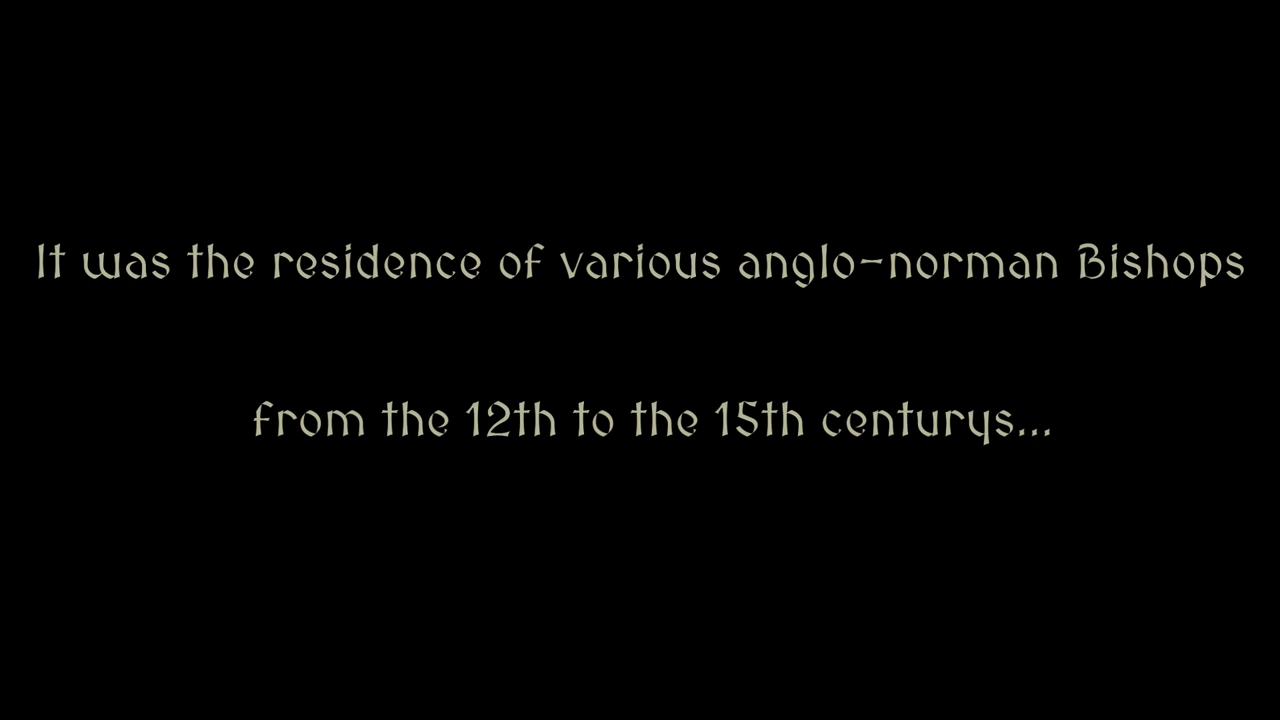 It was the residence of various anglo-norman Bishops
from the 12th to the 15th centurys...